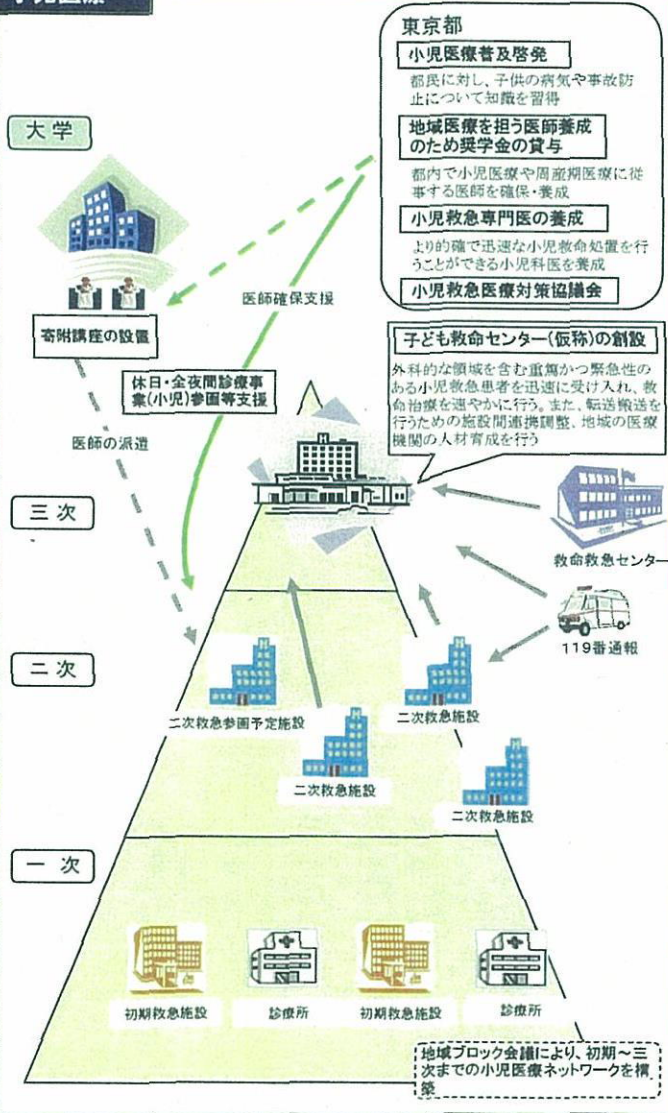 小児医療
東京都
小児医療普及啓発
都民に対し、子供の病気や事故防
止について知識を習得
地域医療を担う医師養成
のため奨学金の貸与
都内で小児医療や周産期医療に従
事する医師を確保・養成
小児救急専門医の養成
より的確で迅速な小児救命処置を行
うことができる小児科医を養成
小児救急医療対策協議会
大学
寄附講座の設置
医師確保支援
休日・全夜間診療事
業(小児)参画等支援
医師の派遣
子ども救命センター(仮称)の創設
外科的な領域を含む重篤かつ緊急性の
ある小児救急患者を迅速に受け入れ、救
命治療を速やかに行う。また、転送搬送を
行うための施設間連携調整、地域の医療
機関の人材育成を行う
三次
救命救急センター
119番通報
二次
二次救急参画予定施設
二次救急施設
二次救急施設
二次救急施設
一次
初期救急施設
診療所
初期救急施設
診療所
地域ブロック会議により、初期～三
次までの小児医療ネットワークを構
築